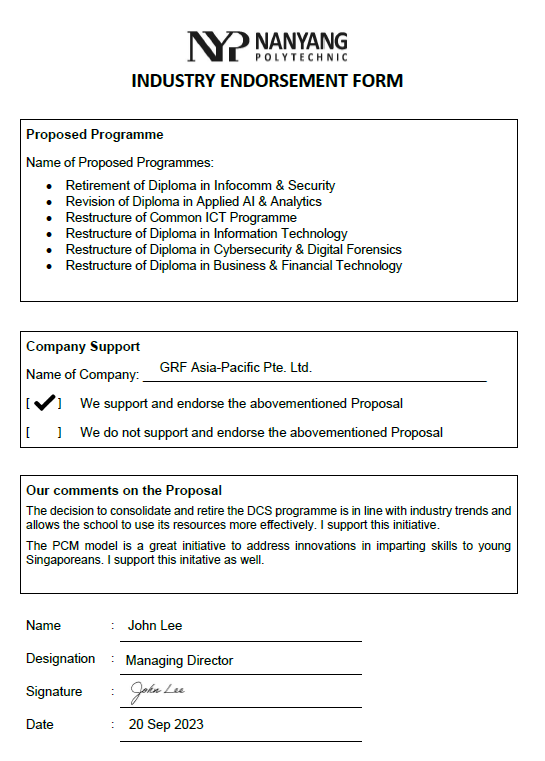 NYP NANYANG
POLYTECHNIC
INDUSTRY ENDORSEMENT FORM
Proposed Programme
Name of Proposed Programmes:
• Retirement of Diploma in Infocomm & Security
• Revision of Diploma in Applied AI & Analytics
• Restructure of Common ICT Programme
• Restructure of Diploma in Information Technology
• Restructure of Diploma in Cybersecurity & Digital Forensics
• Restructure of Diploma in Business & Financial Technology
Company Support
Name of Company: GRF Asia-Pacific Pte. Ltd.
[ ✔ ] We support and endorse the abovementioned Proposal
[ ] We do not support and endorse the abovementioned Proposal
Our comments on the Proposal
The decision to consolidate and retire the DCS programme is in line with industry trends and
allows the school to use its resources more effectively. I support this initiative.
The PCM model is a great initiative to address innovations in imparting skills to young
Singaporeans. I support this initative as well.
Name : John Lee
Designation : Managing Director
Signature : John Lee
Date : 20 Sep 2023